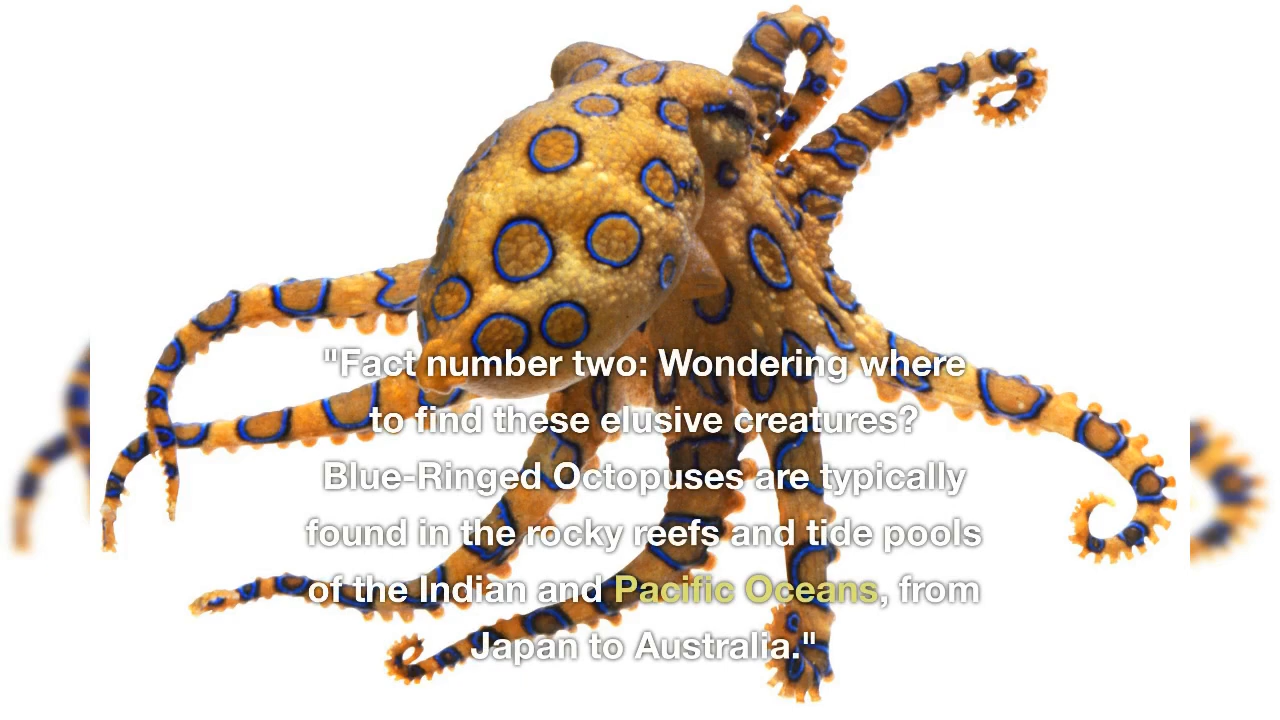 "Fact number two: Wondering where
to find these elusive creatures?
Blue-Ringed Octopuses are typically
found in the rocky reefs and tide pools
of the Indian and Pacific Oceans, from
Japan to Australia."